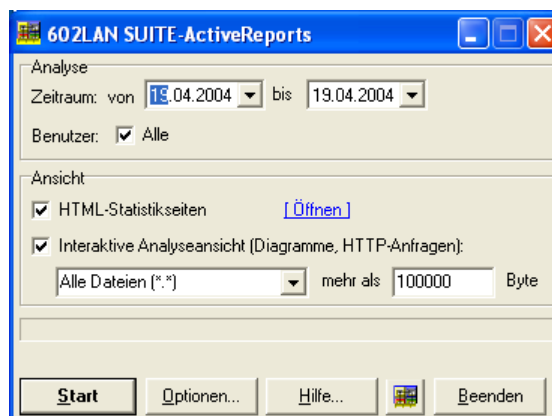 602LAN SUITE-ActiveReports
Analyse
Zeitraum: von 19.04.2004 bis 19.04.2004
Benutzer: Alle
Ansicht
HTML-Statistikseiten [ Öffnen ]
Interaktive Analyseansicht (Diagramme, HTTP-Anfragen):
Alle Dateien (*.*) mehr als 100000 Byte
Start Optionen... Hilfe... Beenden